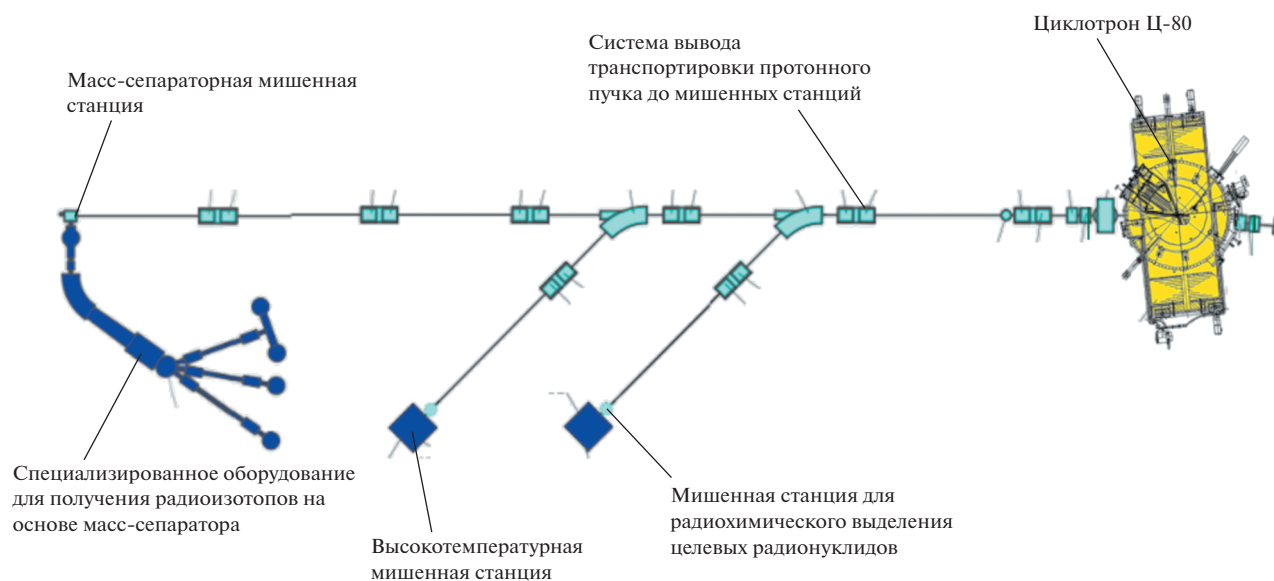 Циклотрон Ц-80
Система вывода
транспортировки протонного
пучка до мишенных станций
Масс-сепараторная мишенная
станция
Специализированное оборудование
для получения радиоизотопов на
основе масс-сепаратора
Высокотемпературная
мишенная станция
Мишенная станция для
радиохимического выделения
целевых радионуклидов